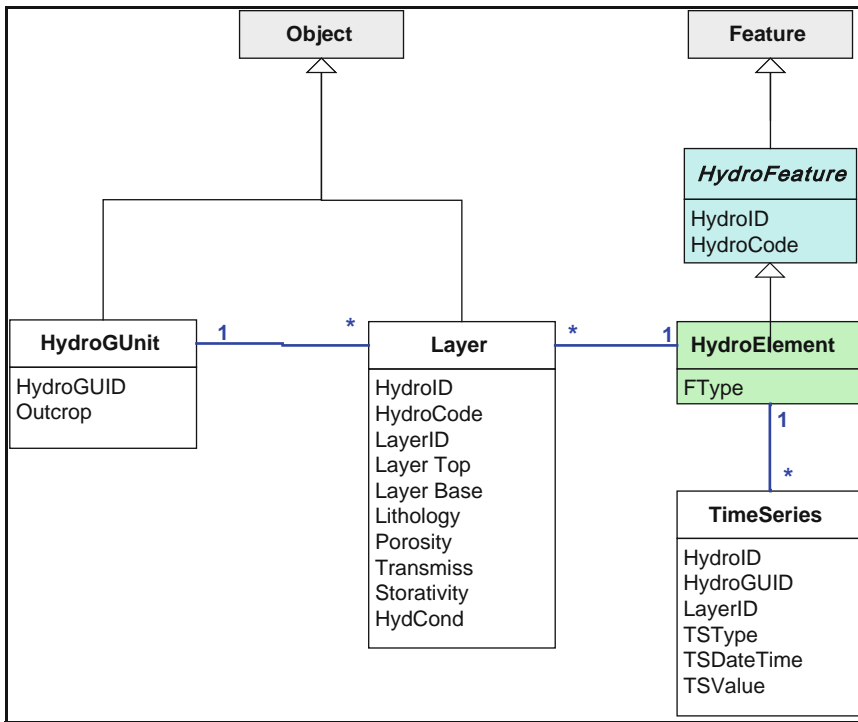 Object
Feature
HydroFeature
HydroID
HydroCode
HydroGUnit
HydroGUID
Outcrop
1
*
Layer
HydroID
HydroCode
LayerID
Layer Top
Layer Base
Lithology
Porosity
Transmiss
Storativity
HydCond
*
1
HydroElement
FType
1
*
TimeSeries
HydroID
HydroGUID
LayerID
TSType
TSDateTime
TSValue